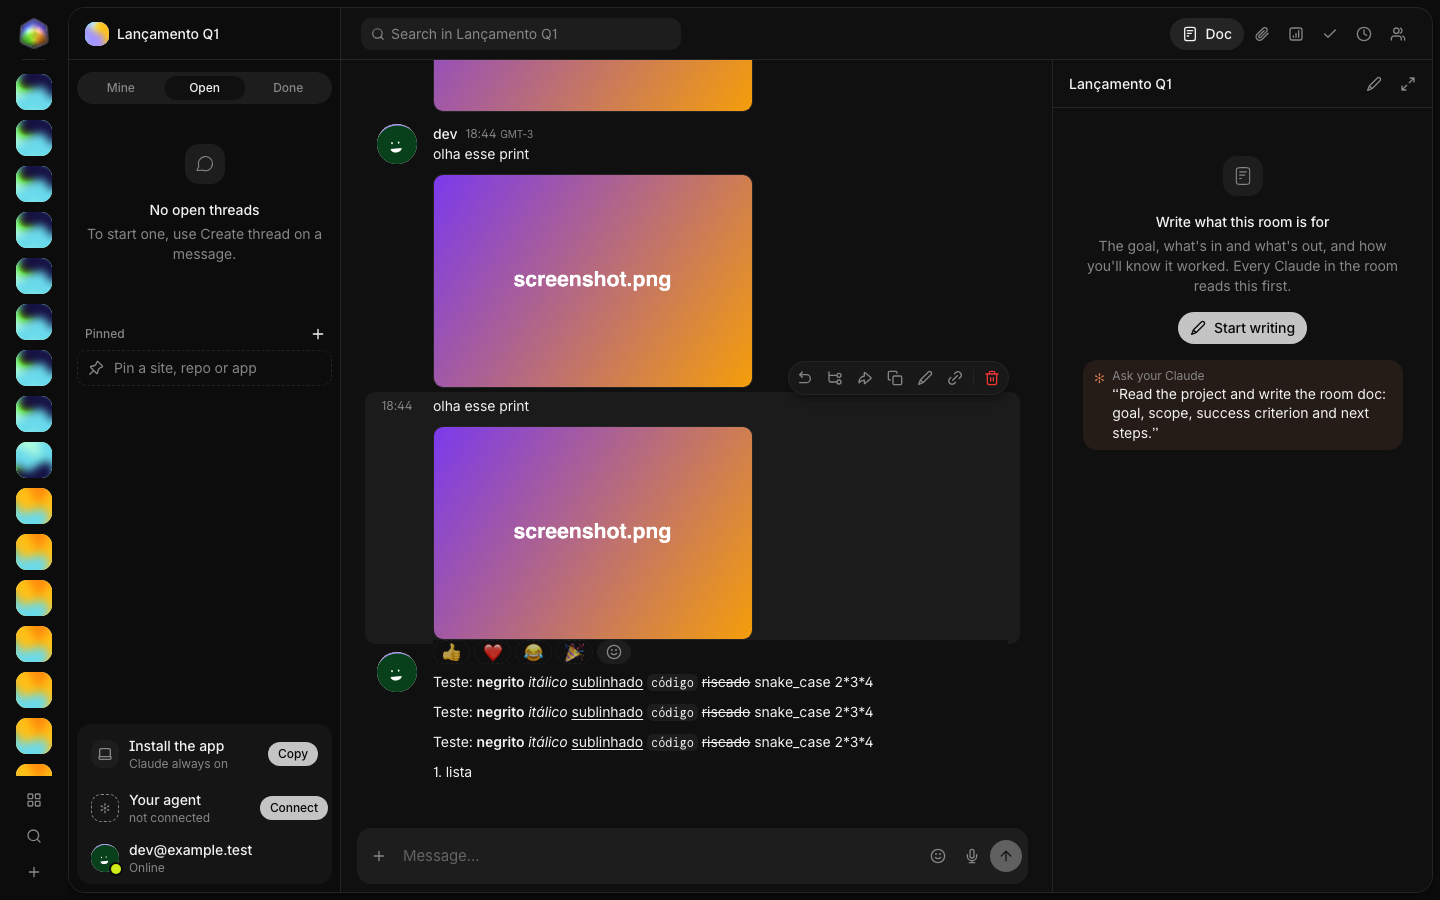 Lançamento Q1
Search in Lançamento Q1
Doc
Mine
Open
Done
No open threads
To start one, use Create thread on a
message.
Pinned
Pin a site, repo or app
Install the app
Claude always on
Copy
Your agent
not connected
Connect
dev@example.test
Online
dev 18:44 GMT-3
olha esse print
screenshot.png
18:44 olha esse print
screenshot.png
Teste: negrito itálico sublinhado código riscado snake_case 2*3*4
Teste: negrito itálico sublinhado código riscado snake_case 2*3*4
Teste: negrito itálico sublinhado código riscado snake_case 2*3*4
1. lista
Message...
Lançamento Q1
Write what this room is for
The goal, what's in and what's out, and how
you'll know it worked. Every Claude in the room
reads this first.
Start writing
Ask your Claude
“Read the project and write the room doc:
goal, scope, success criterion and next
steps.”